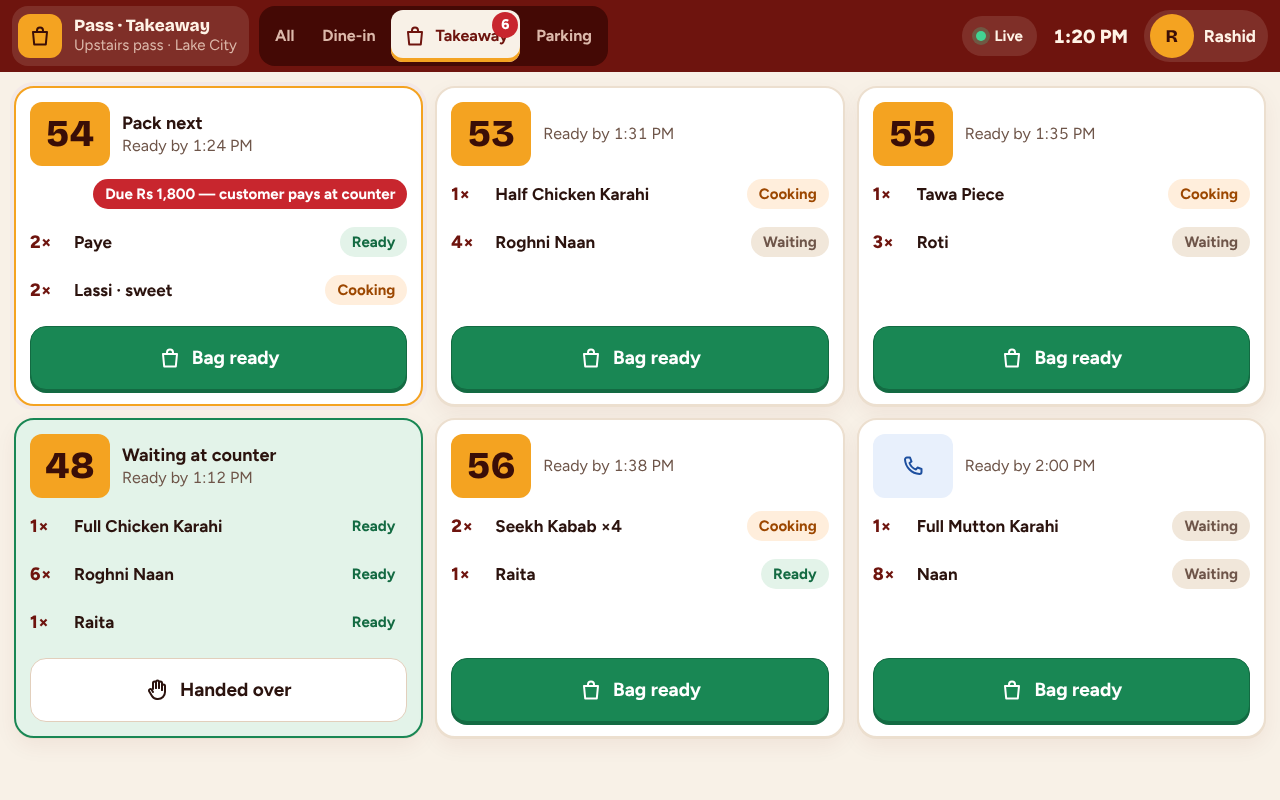 Pass · Takeaway
Upstairs pass · Lake City
All
Dine-in
Takeaway
6
Parking
Live
1:20 PM
R
Rashid
54
Pack next
Ready by 1:24 PM
Due Rs 1,800 — customer pays at counter
2× Paye Ready
2× Lassi · sweet Cooking
Bag ready
53
Ready by 1:31 PM
1× Half Chicken Karahi Cooking
4× Roghni Naan Waiting
Bag ready
55
Ready by 1:35 PM
1× Tawa Piece Cooking
3× Roti Waiting
Bag ready
48
Waiting at counter
Ready by 1:12 PM
1× Full Chicken Karahi Ready
6× Roghni Naan Ready
1× Raita Ready
Handed over
56
Ready by 1:38 PM
2× Seekh Kabab ×4 Cooking
1× Raita Ready
Bag ready
Ready by 2:00 PM
1× Full Mutton Karahi Waiting
8× Naan Waiting
Bag ready